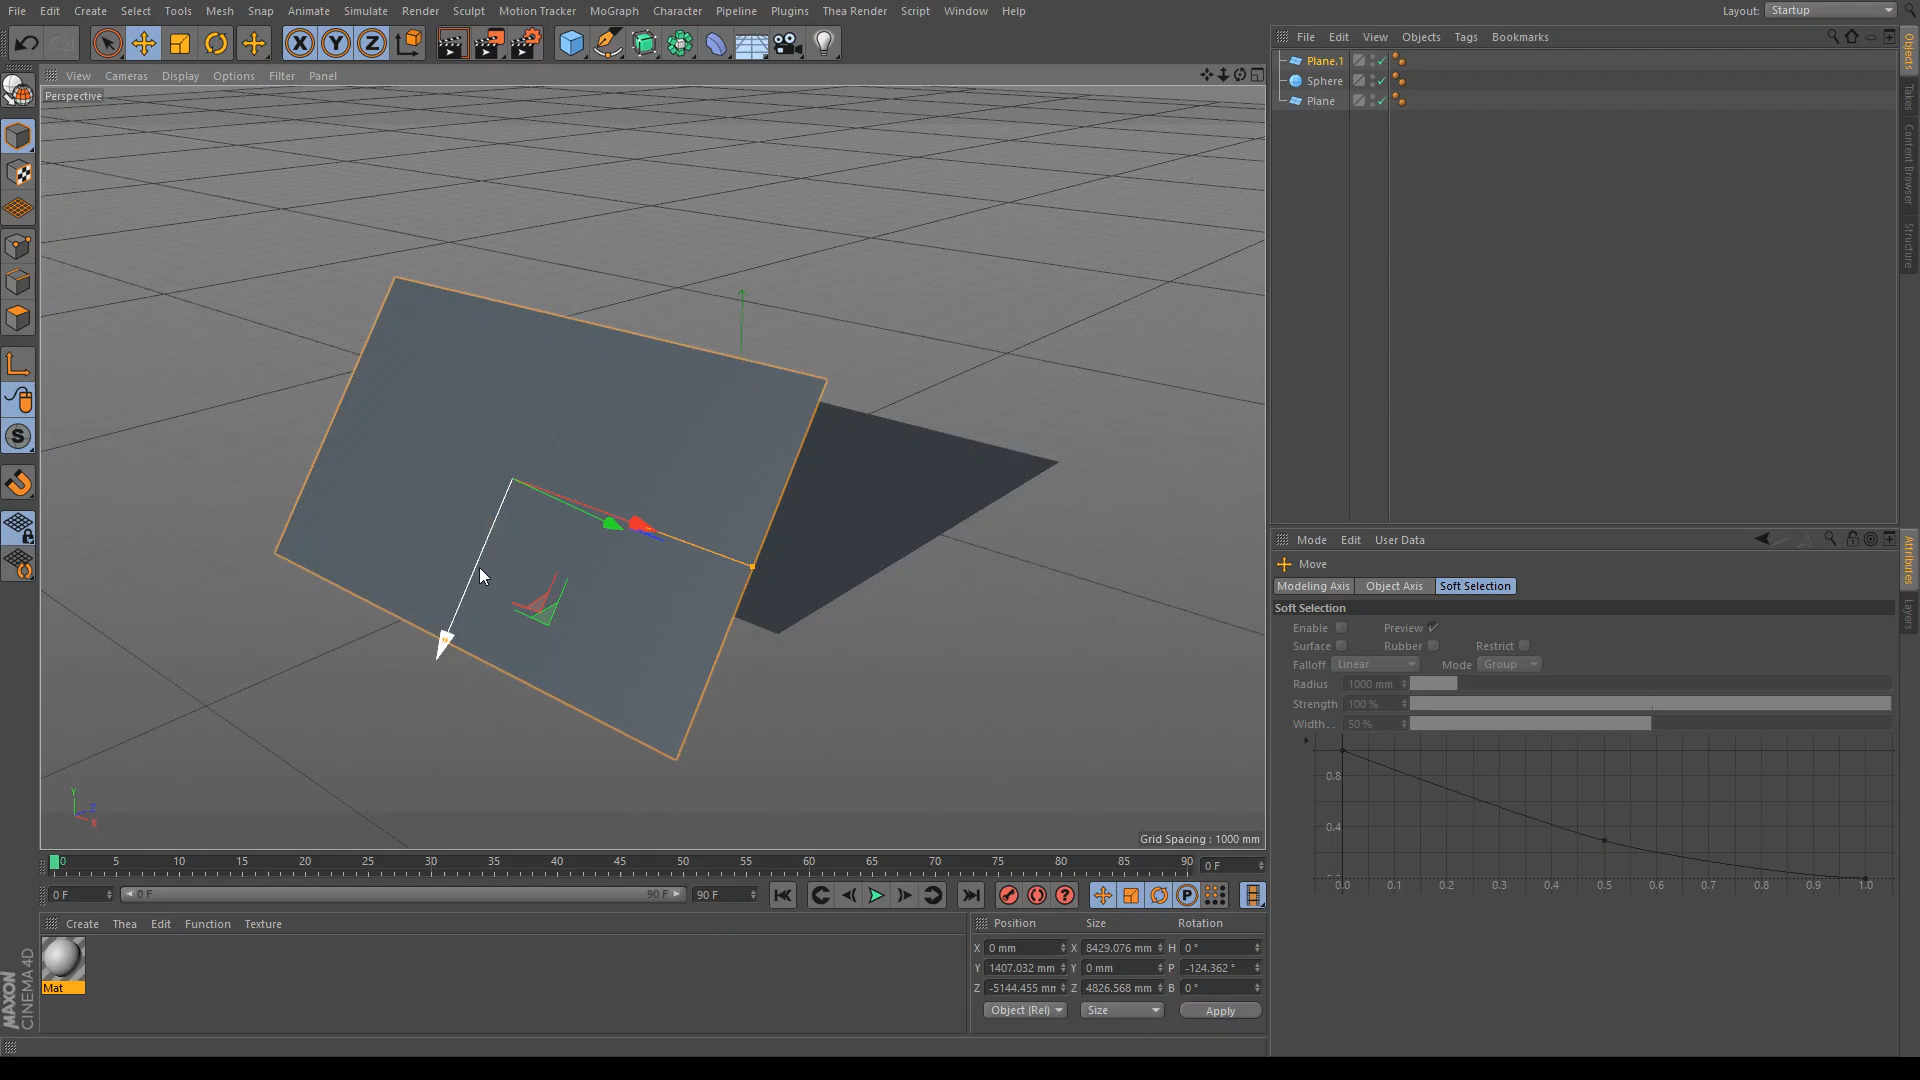 File Edit Create Select Tools Mesh Snap Animate Simulate Render Sculpt Motion Tracker MoGraph Character Pipeline Plugins Thea Render Script Window Help
Layout: Startup
X Y Z
File Edit View Objects Tags Bookmarks
Plane.1
Sphere
Plane
Objects
Takes
Content Browser
Structure
View Cameras Display Options Filter Panel
Perspective
Y
Z
X
Grid Spacing : 1000 mm
Mode Edit User Data
Move
Modeling Axis Object Axis Soft Selection
Soft Selection
Enable Preview
Surface Rubber Restrict
Falloff Linear Mode Group
Radius 1000 mm
Strength 100 %
Width.. 50 %
0.8
0.4
0.0 0.1 0.2 0.3 0.4 0.5 0.6 0.7 0.8 0.9 1.0
Attributes
Layers
S
0 5 10 15 20 25 30 35 40 45 50 55 60 65 70 75 80 85 90
0 F
0 F 0 F 90 F 90 F
P
Create Thea Edit Function Texture
Mat
Position Size Rotation
X 0 mm X 8429.076 mm H 0 °
Y 1407.032 mm Y 0 mm P -124.362 °
Z -5144.455 mm Z 4826.568 mm B 0 °
Object (Rel) Size Apply
MAXON
CINEMA 4D